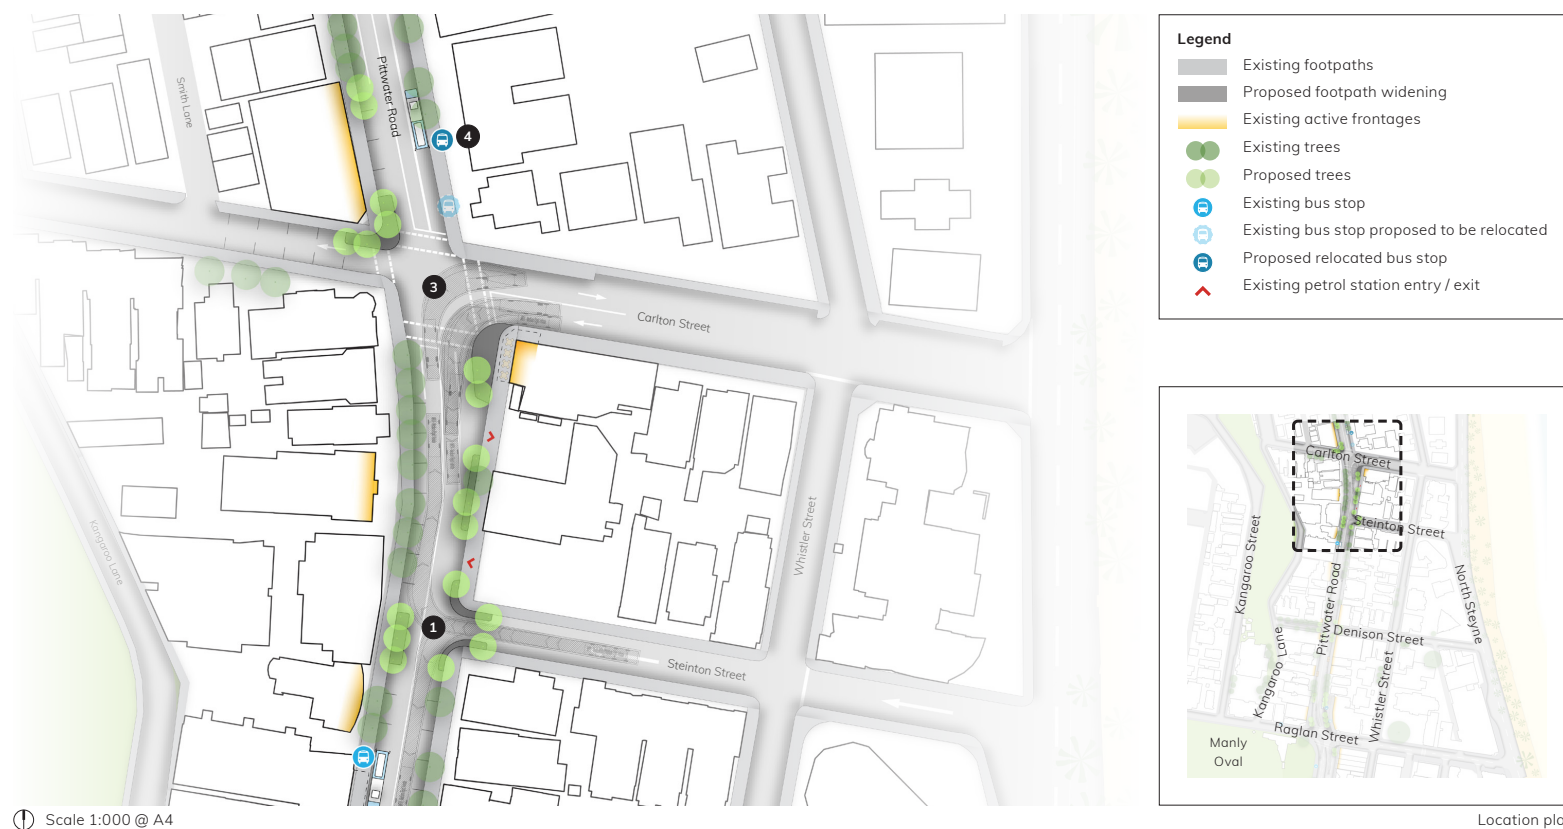 Smith Lane
Pittwater Road
4
3
Carlton Street
Kangaroo Lane
Whistler Street
1
Steinton Street
Scale 1:000 @ A4
Legend
Existing footpaths
Proposed footpath widening
Existing active frontages
Existing trees
Proposed trees
Existing bus stop
Existing bus stop proposed to be relocated
Proposed relocated bus stop
Existing petrol station entry / exit
Carlton Street
Steinton Street
Kangaroo Street
Pittwater Road
North Steyne
Denison Street
Kangaroo Lane
Whistler Street
Raglan Street
Manly
Oval
Location pla